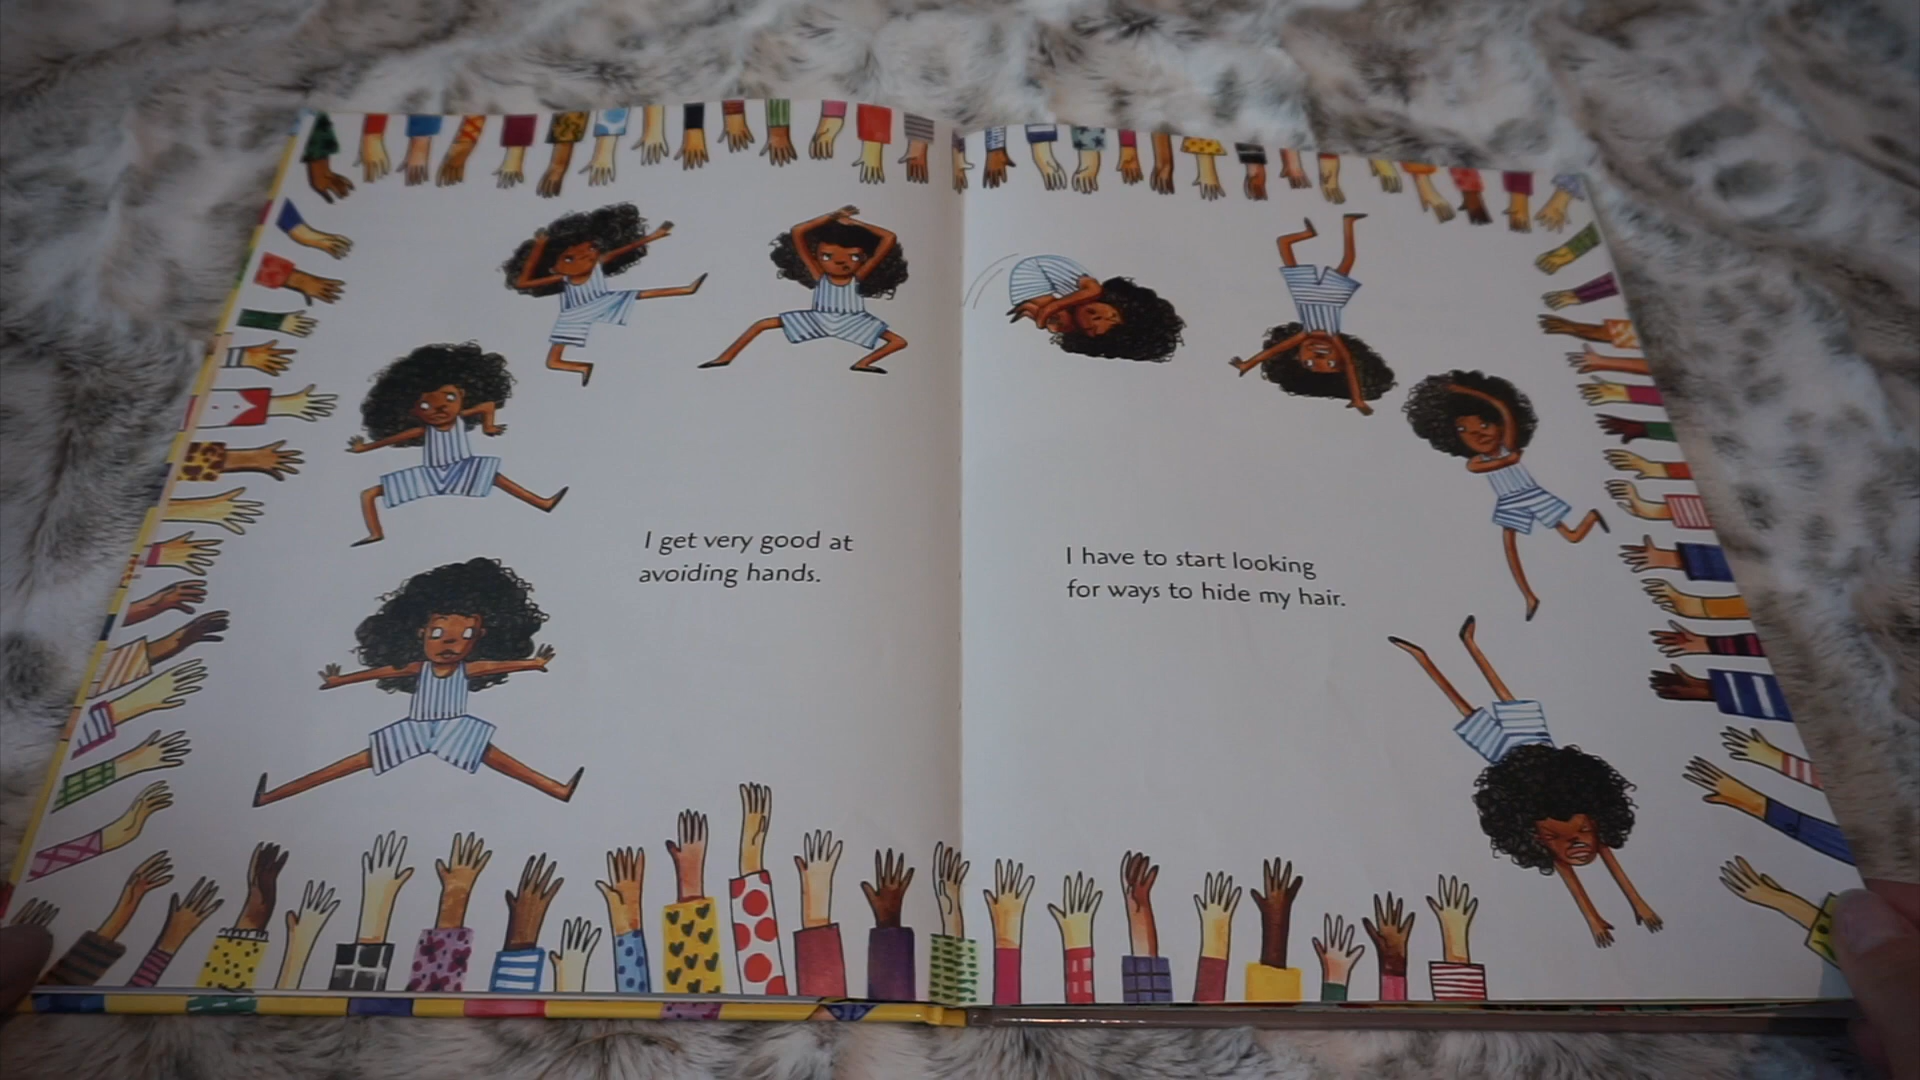 I get very good at
avoiding hands.
I have to start looking
for ways to hide my hair.